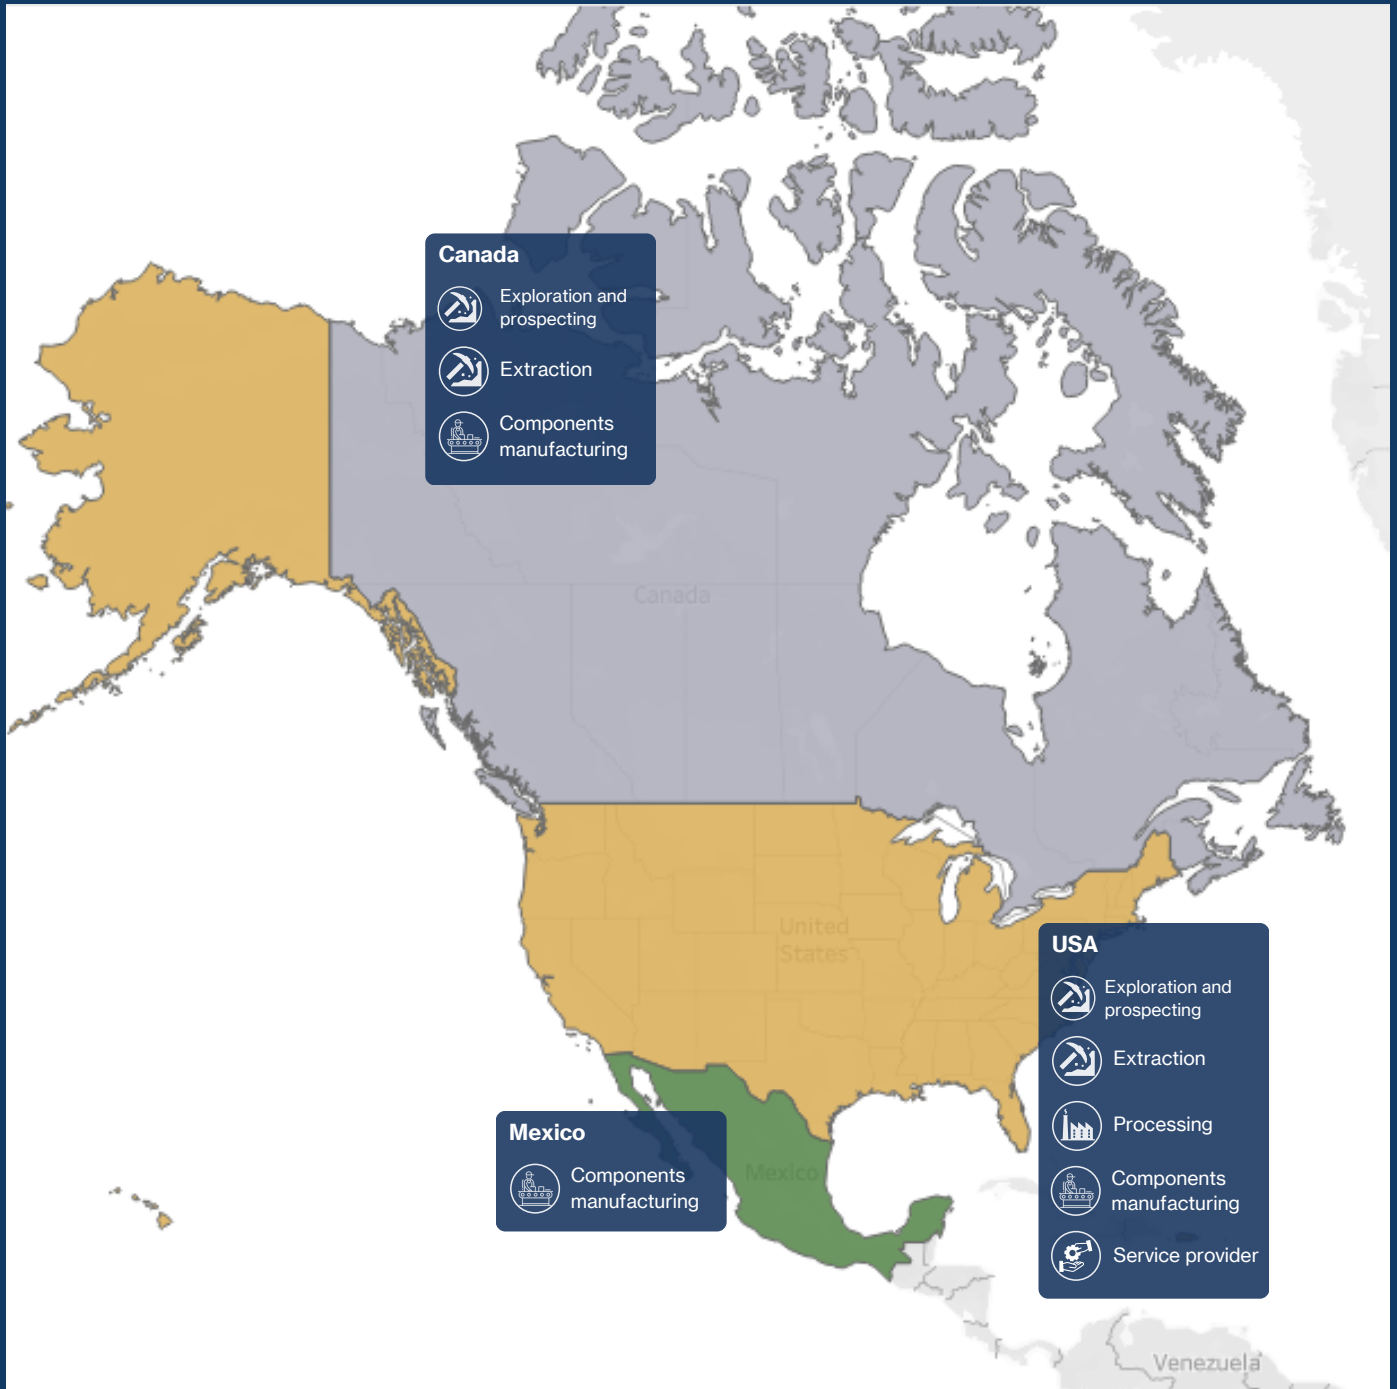 Canada
Exploration and
prospecting
Extraction
Components
manufacturing
Canada
United
States
USA
Exploration and
prospecting
Extraction
Processing
Components
manufacturing
Service provider
Mexico
Components
manufacturing
Mexico
Venezuela